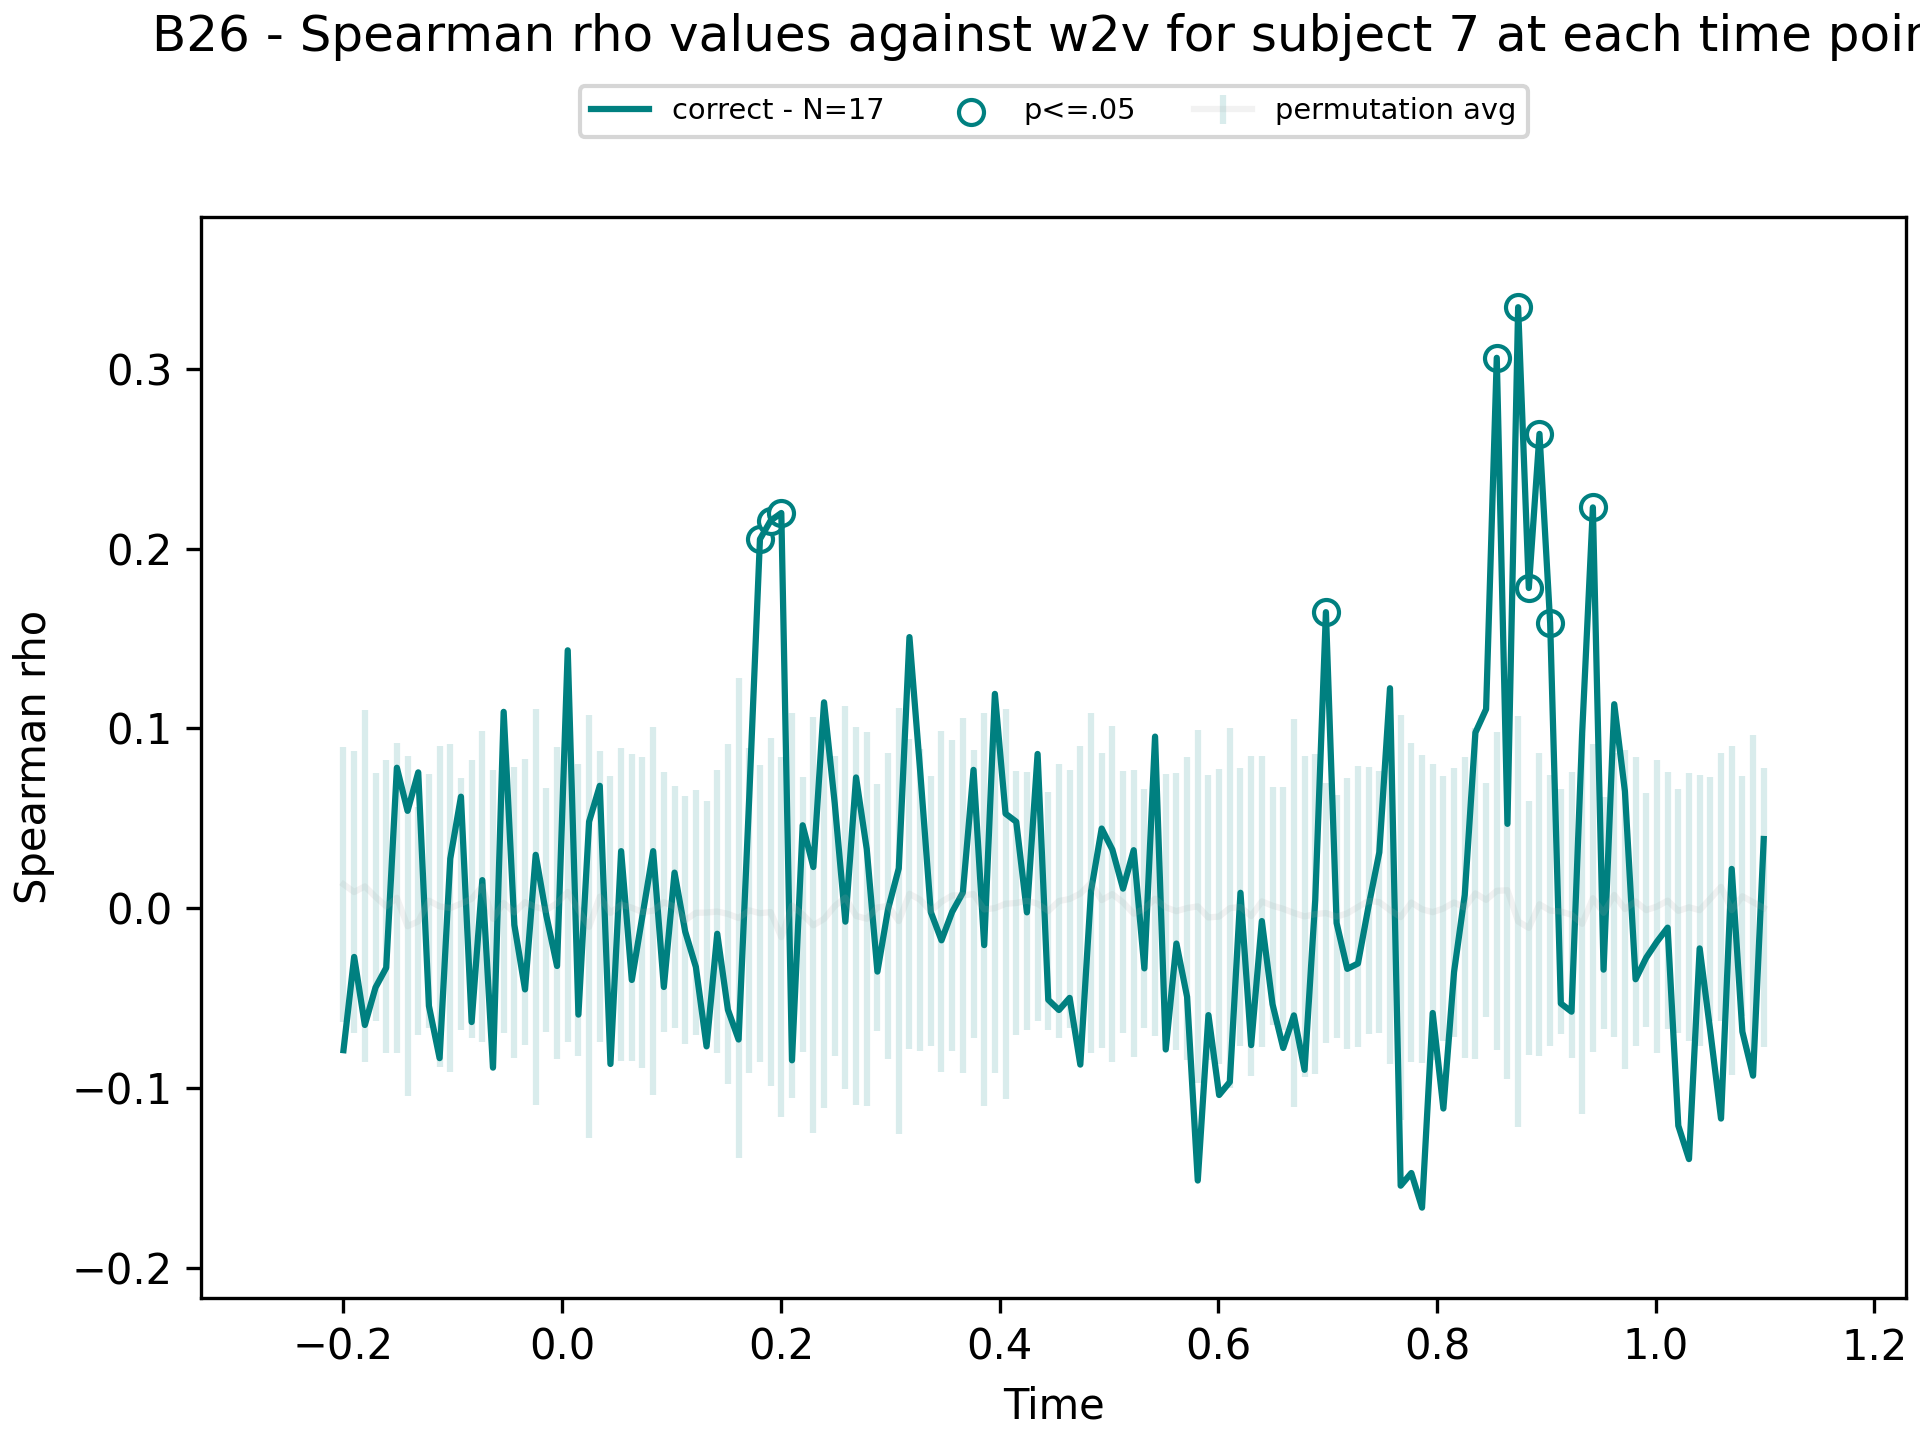 B26 - Spearman rho values against w2v for subject 7 at each time poin
correct - N=17 p<=.05 permutation avg
0.3
0.2
0.1
0.0
−0.1
−0.2
Spearman rho
−0.2 0.0 0.2 0.4 0.6 0.8 1.0 1.2
Time